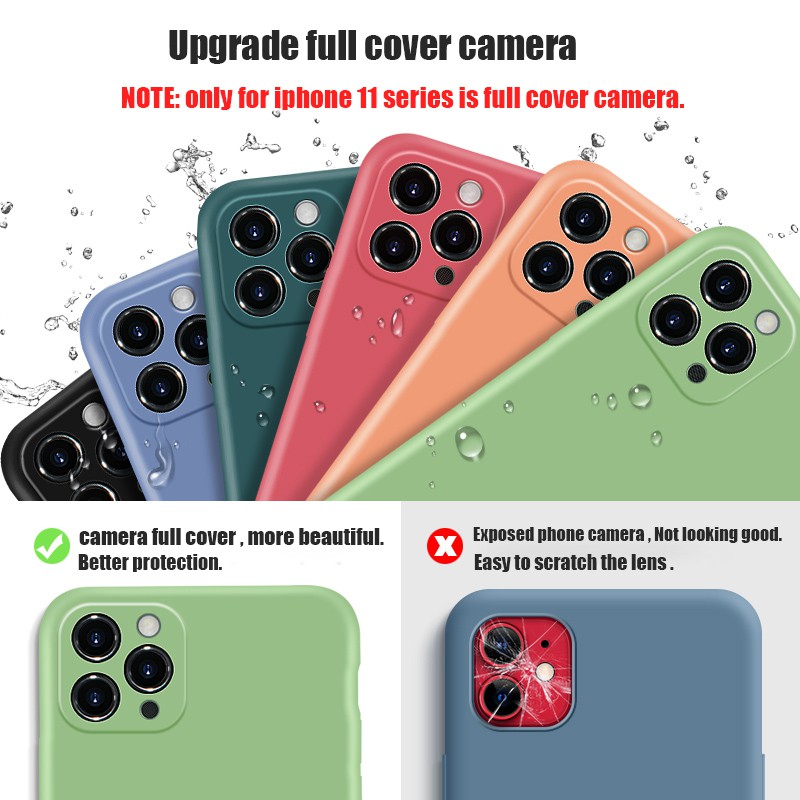 Upgrade full cover camera
NOTE: only for iphone 11 series is full cover camera.
camera full cover , more beautiful.
Better protection.
Exposed phone camera , Not looking good.
Easy to scratch the lens .